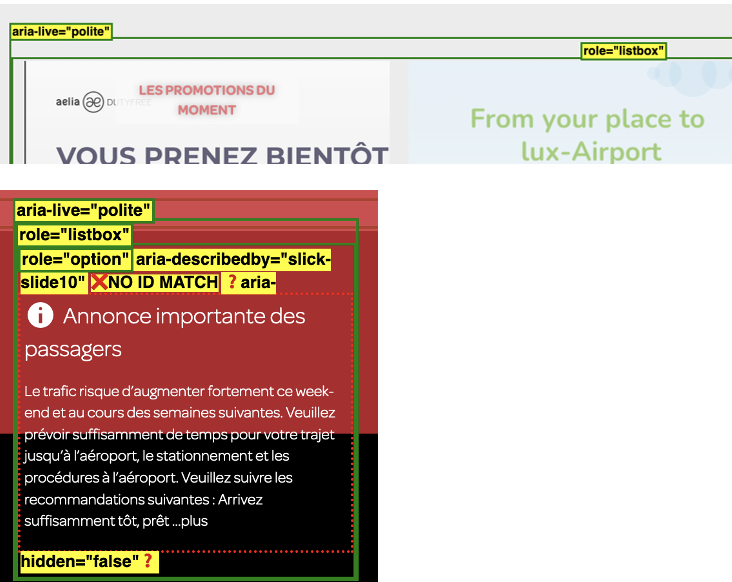 aria-live="polite"
role="listbox"
aelia ae DUTYFREE
LES PROMOTIONS DU
MOMENT
VOUS PRENEZ BIENTÔT
From your place to
lux-Airport
aria-live="polite"
role="listbox"
role="option" aria-describedby="slick-
slide10" ❌NO ID MATCH ❓aria-
Annonce importante des
passagers
Le trafic risque d’augmenter fortement ce week-
end et au cours des semaines suivantes. Veuillez
prévoir suffisamment de temps pour votre trajet
jusqu’à l’aéroport, le stationnement et les
procédures à l’aéroport. Veuillez suivre les
recommandations suivantes : Arrivez
suffisamment tôt, prêt ...plus
hidden="false" ❓